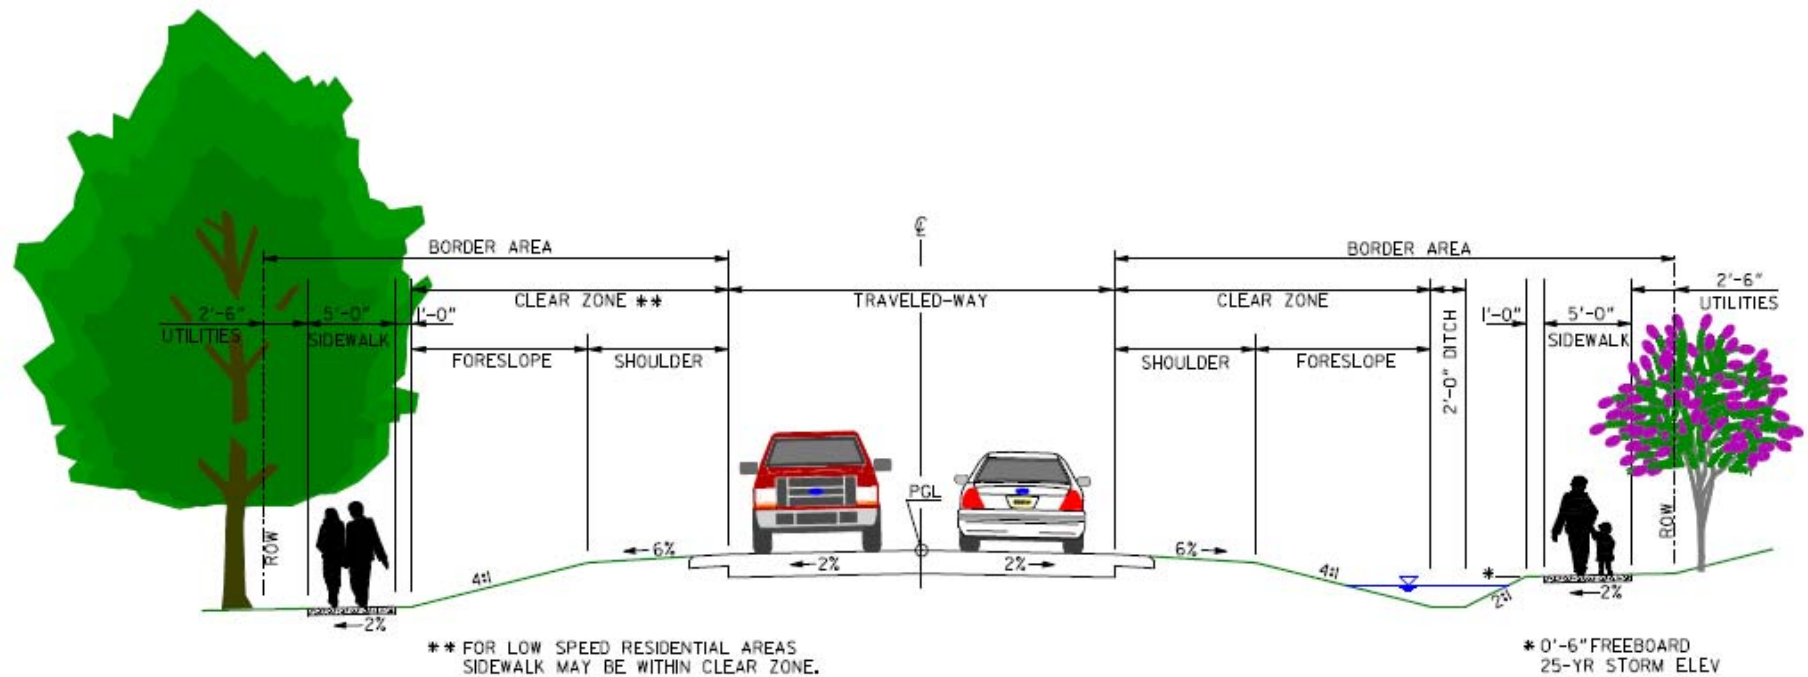 ℄
BORDER AREA
BORDER AREA
CLEAR ZONE **
TRAVELED-WAY
CLEAR ZONE
2'-6"
UTILITIES
5'-0"
SIDEWALK
1'-0"
2'-0" DITCH
1'-0"
5'-0"
SIDEWALK
2'-6"
UTILITIES
FORESLOPE
SHOULDER
SHOULDER
FORESLOPE
PGL
ROW
ROW
4:1
6%
2%
2%
6%
4:1
*
2:1
2%
2%
** FOR LOW SPEED RESIDENTIAL AREAS
SIDEWALK MAY BE WITHIN CLEAR ZONE.
* 0'-6" FREEBOARD
25-YR STORM ELEV